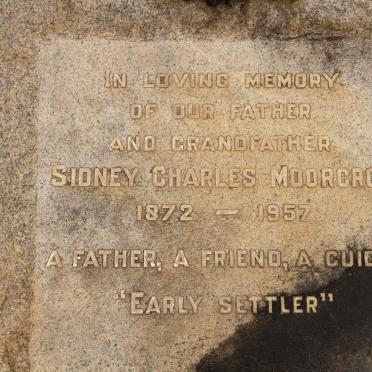 IN LOVING MEMORY
OF OUR FATHER
AND GRANDFATHER
SIDNEY CHARLES MOORCRO
1872 — 1957
A FATHER, A FRIEND, A GUID
"EARLY SETTLER"